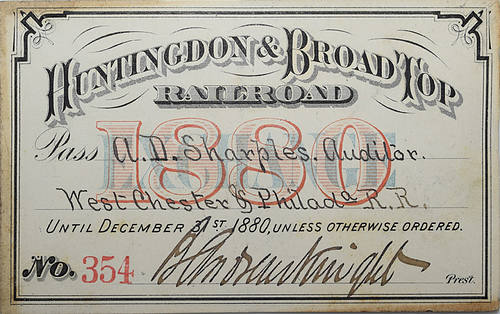 HUNTINGDON & BROAD TOP
RAILROAD
1880
Pass A. D. Sharples. Auditor.
West Chester & Philada R. R.
UNTIL DECEMBER 31ST 1880, UNLESS OTHERWISE ORDERED.
No. 354
Prest.